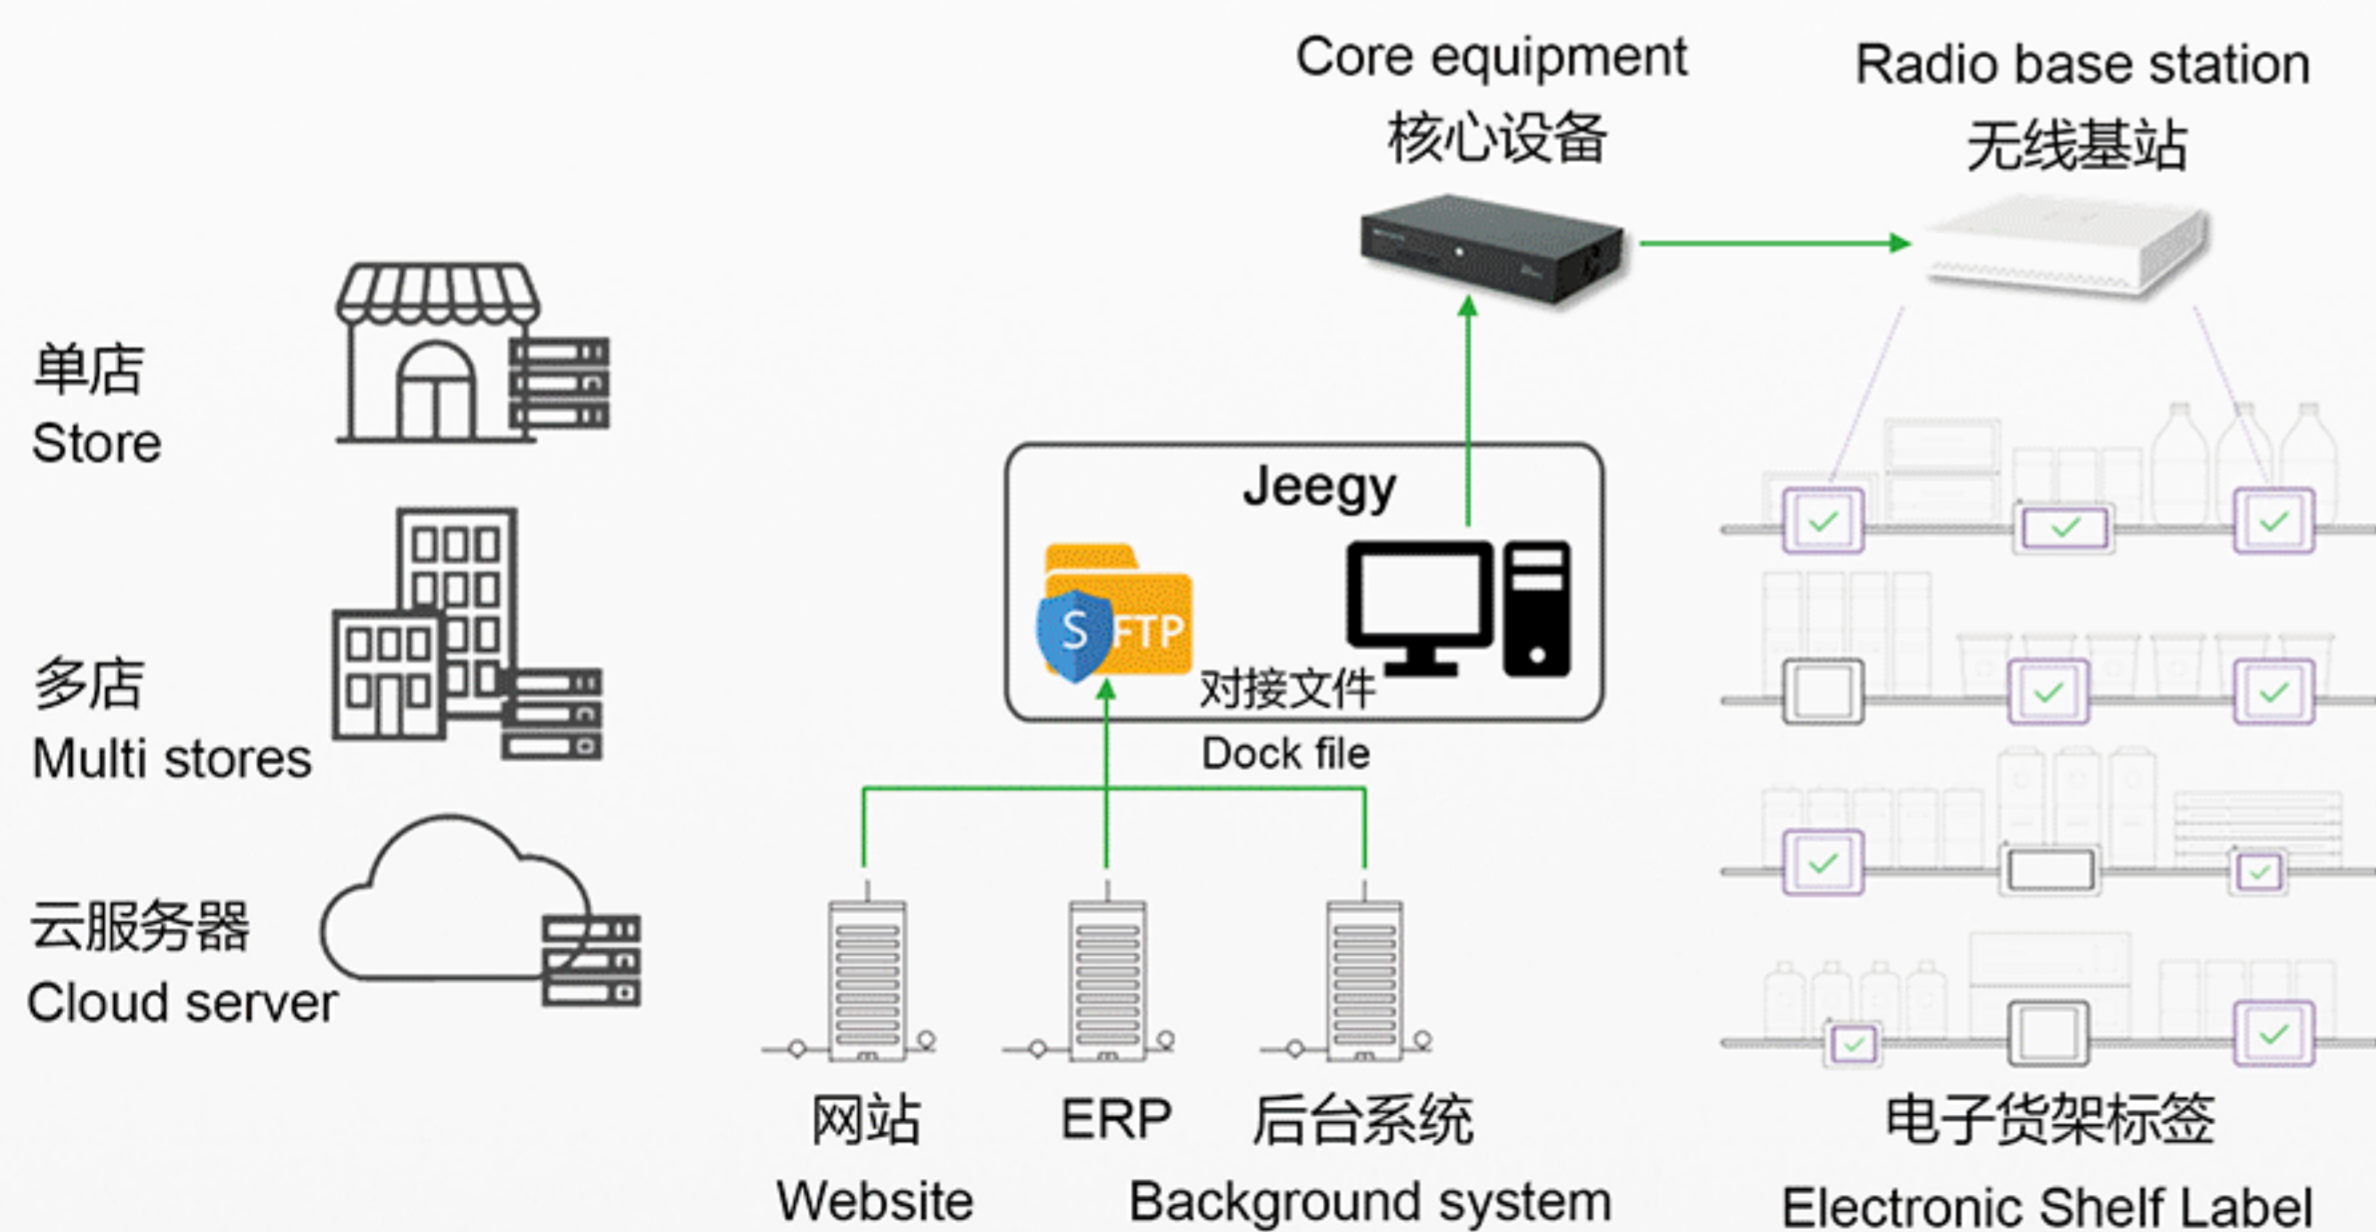 Core equipment
核心设备
Radio base station
无线基站
单店
Store
多店
Multi stores
云服务器
Cloud server
Jeegy
SFTP
对接文件
Dock file
网站
Website
ERP
后台系统
Background system
电子货架标签
Electronic Shelf Label